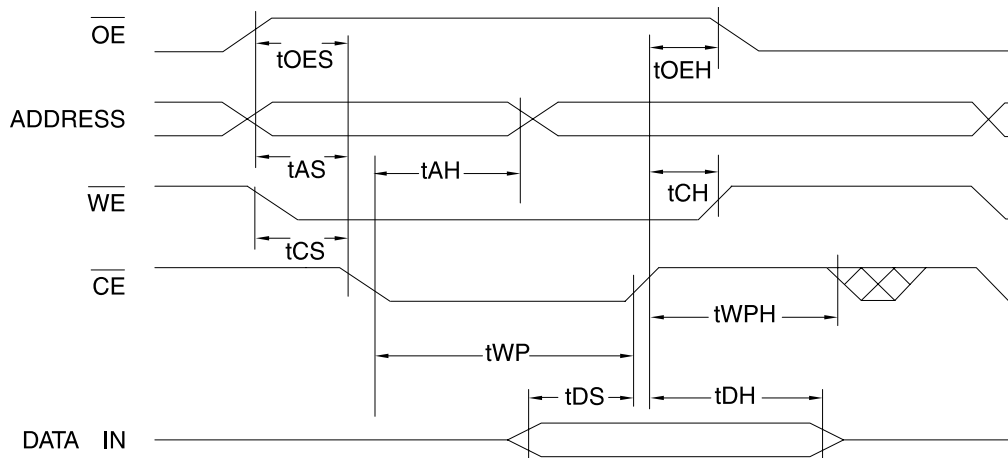 OE
tOES
tOEH
ADDRESS
tAS
tAH
tCH
WE
tCS
CE
tWPH
tWP
tDS
tDH
DATA IN